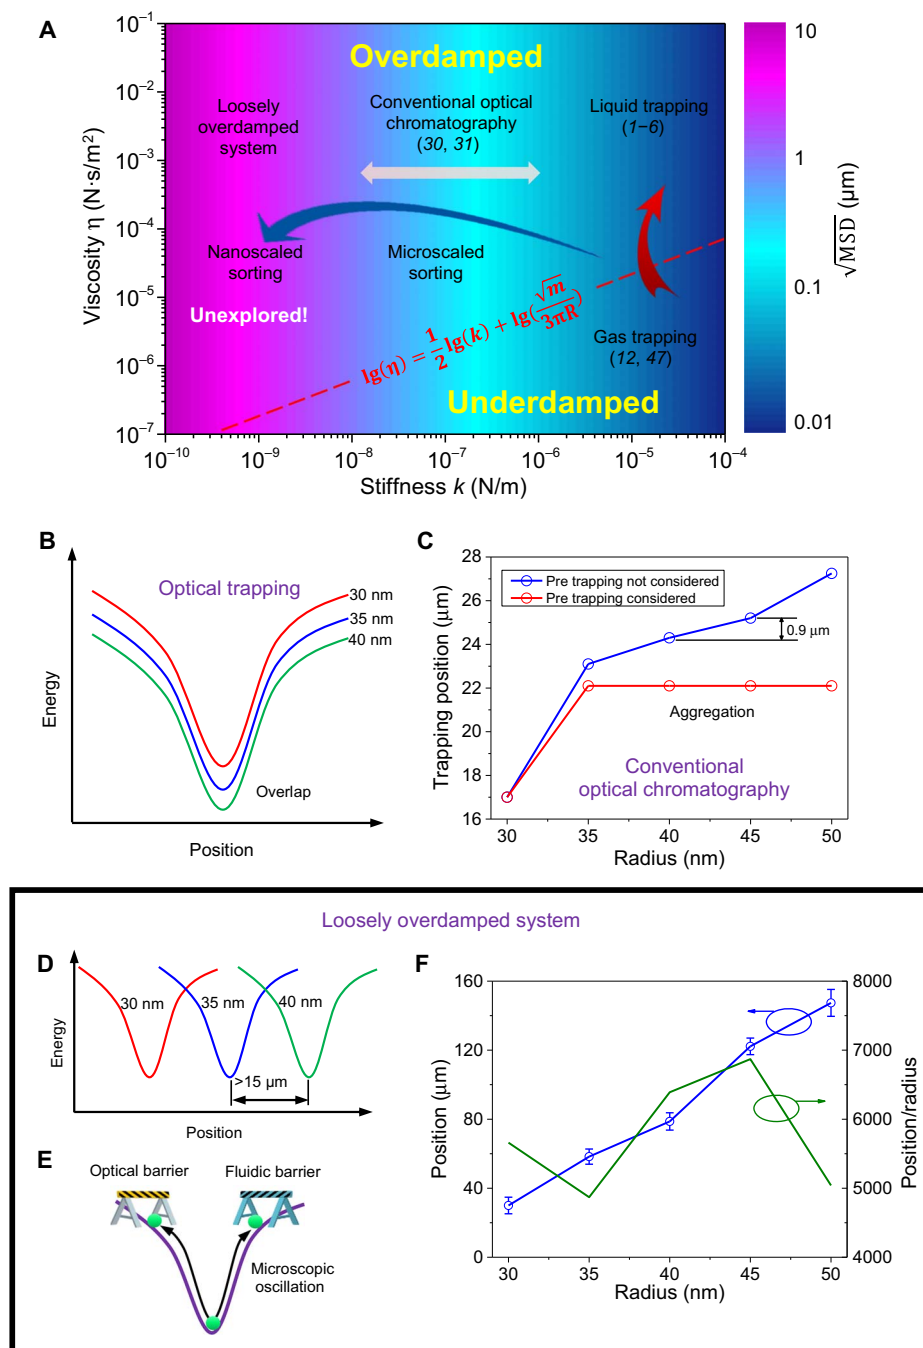 A
Overdamped
Loosely
overdamped
system
Conventional optical
chromatography
(30, 31)
Liquid trapping
(1–6)
Nanoscaled
sorting
Microscaled sorting
Unexplored!
lg(η) = 1/2 lg(k) + lg(√m/3πR)
Gas trapping
(12, 47)
Underdamped
Viscosity η (N·s/m²)
10⁻¹
10⁻²
10⁻³
10⁻⁴
10⁻⁵
10⁻⁶
10⁻⁷
10⁻¹⁰ 10⁻⁹ 10⁻⁸ 10⁻⁷ 10⁻⁶ 10⁻⁵ 10⁻⁴
Stiffness k (N/m)
10
1
0.1
0.01
√MSD (μm)
B
Optical trapping
30 nm
35 nm
40 nm
Overlap
Energy
Position
C
Pre trapping not considered
Pre trapping considered
0.9 μm
Aggregation
Conventional
optical chromatography
Trapping position (μm)
28
26
24
22
20
18
16
30 35 40 45 50
Radius (nm)
Loosely overdamped system
D
30 nm 35 nm 40 nm
>15 μm
Energy
Position
E
Optical barrier Fluidic barrier
Microscopic
oscillation
F
Position (μm)
160
120
80
40
0
8000
7000
6000
5000
4000
Position/radius
30 35 40 45 50
Radius (nm)